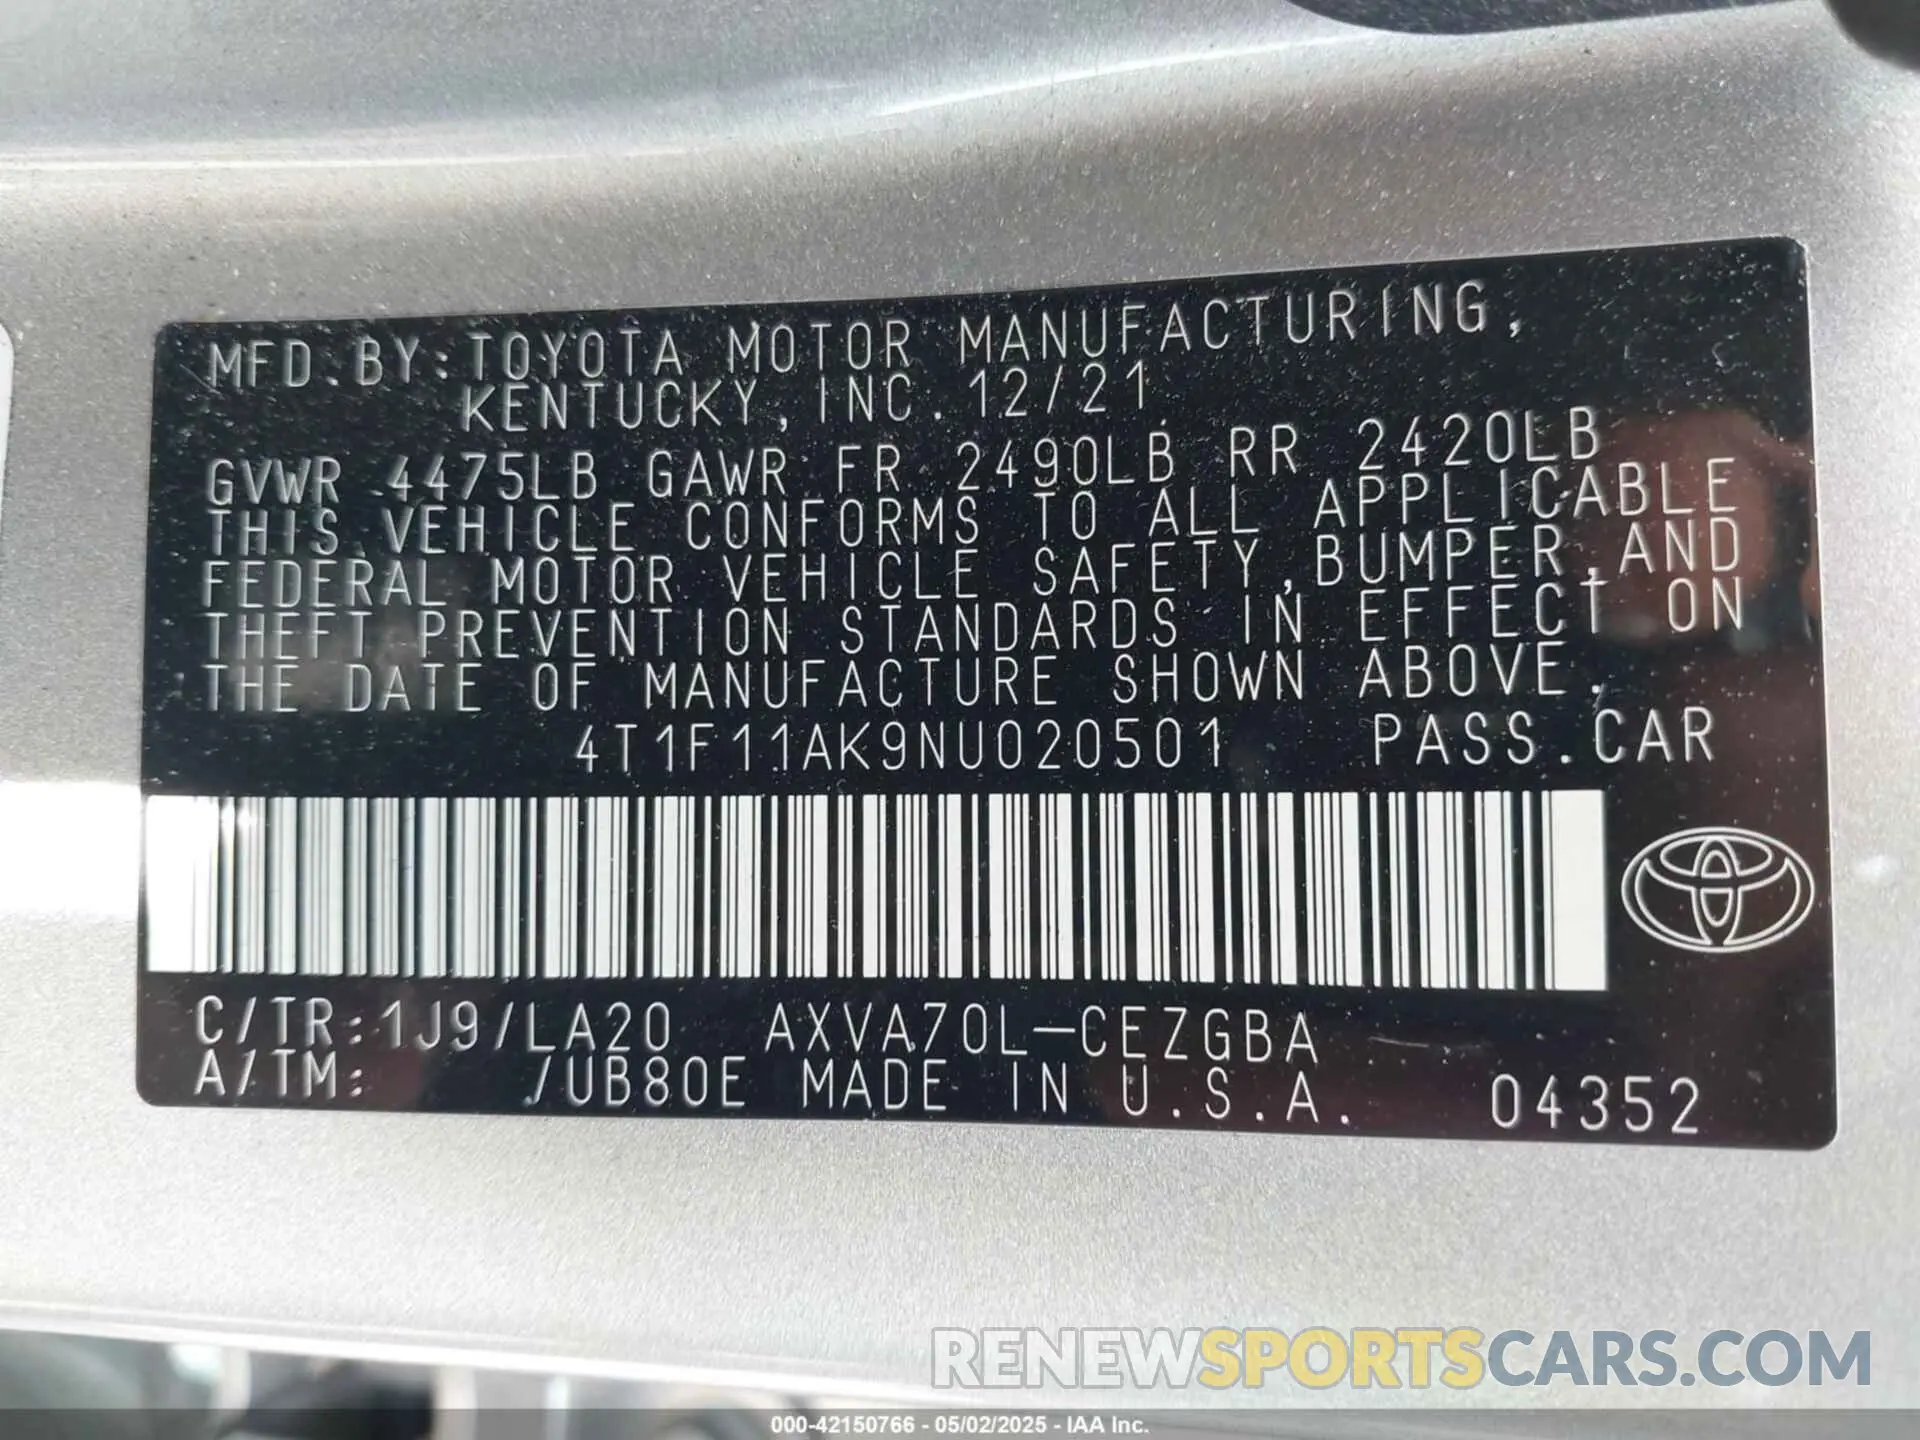 MFD.BY:TOYOTA MOTOR MANUFACTURING,
KENTUCKY, INC. 12/21
GVWR 4475LB GAWR FR 2490LB RR 2420LB
THIS VEHICLE CONFORMS TO ALL APPLICABLE
FEDERAL MOTOR VEHICLE SAFETY,BUMPER,AND
THEFT PREVENTION STANDARDS IN EFFECT ON
THE DATE OF MANUFACTURE SHOWN ABOVE.
4T1F11AK9NU020501 PASS.CAR
C/TR:1J9/LA20 AXVA70L-CEZGBA
A/TM: /UB80E MADE IN U.S.A. 04352
RENEWSPORTSCARS.COM
000-42150766 - 05/02/2025 - IAA Inc.